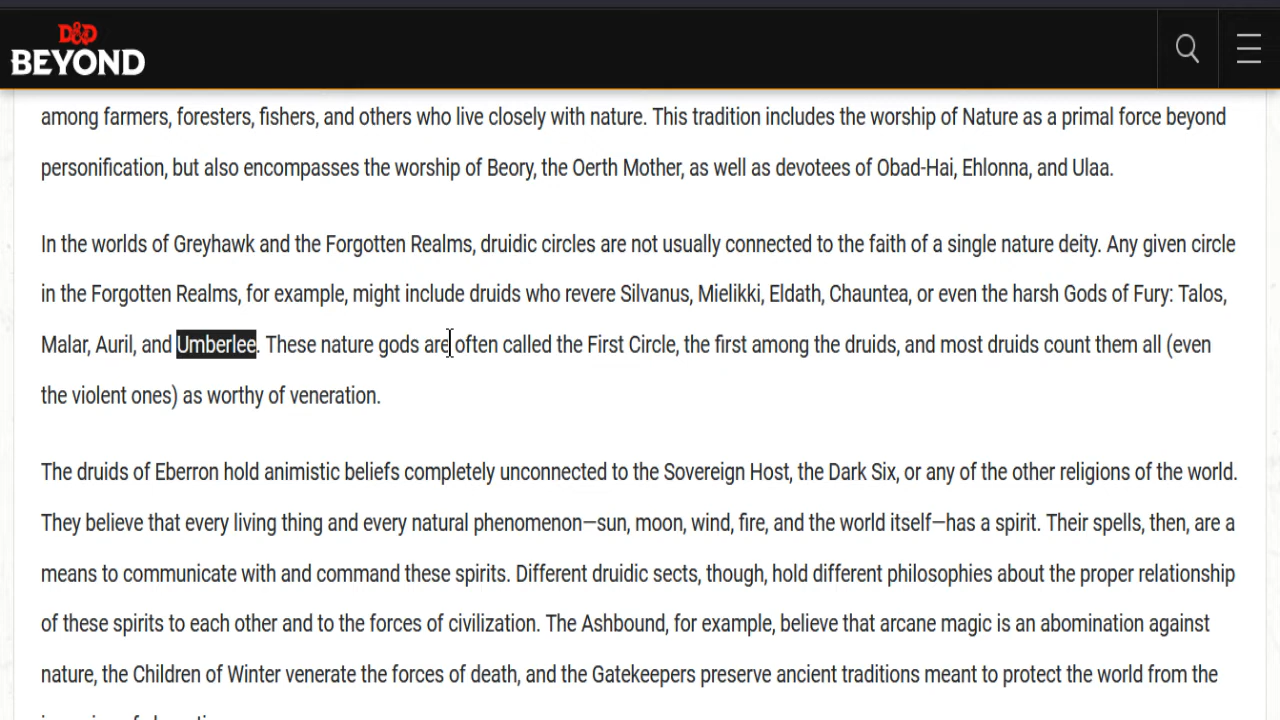 D&D
BEYOND
among farmers, foresters, fishers, and others who live closely with nature. This tradition includes the worship of Nature as a primal force beyond
personification, but also encompasses the worship of Beory, the Oerth Mother, as well as devotees of Obad-Hai, Ehlonna, and Ulaa.
In the worlds of Greyhawk and the Forgotten Realms, druidic circles are not usually connected to the faith of a single nature deity. Any given circle
in the Forgotten Realms, for example, might include druids who revere Silvanus, Mielikki, Eldath, Chauntea, or even the harsh Gods of Fury: Talos,
Malar, Auril, and Umberlee. These nature gods are often called the First Circle, the first among the druids, and most druids count them all (even
the violent ones) as worthy of veneration.
The druids of Eberron hold animistic beliefs completely unconnected to the Sovereign Host, the Dark Six, or any of the other religions of the world.
They believe that every living thing and every natural phenomenon—sun, moon, wind, fire, and the world itself—has a spirit. Their spells, then, are a
means to communicate with and command these spirits. Different druidic sects, though, hold different philosophies about the proper relationship
of these spirits to each other and to the forces of civilization. The Ashbound, for example, believe that arcane magic is an abomination against
nature, the Children of Winter venerate the forces of death, and the Gatekeepers preserve ancient traditions meant to protect the world from the